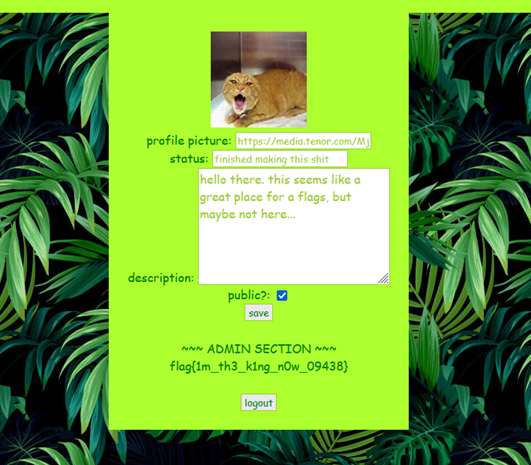 profile picture: https://media.tenor.com/Mj
status: finished making this shit
hello there. this seems like a
great place for a flags, but
maybe not here...
description:
public?:
save
~~~ ADMIN SECTION ~~~
flag{1m_th3_k1ng_n0w_09438}
logout